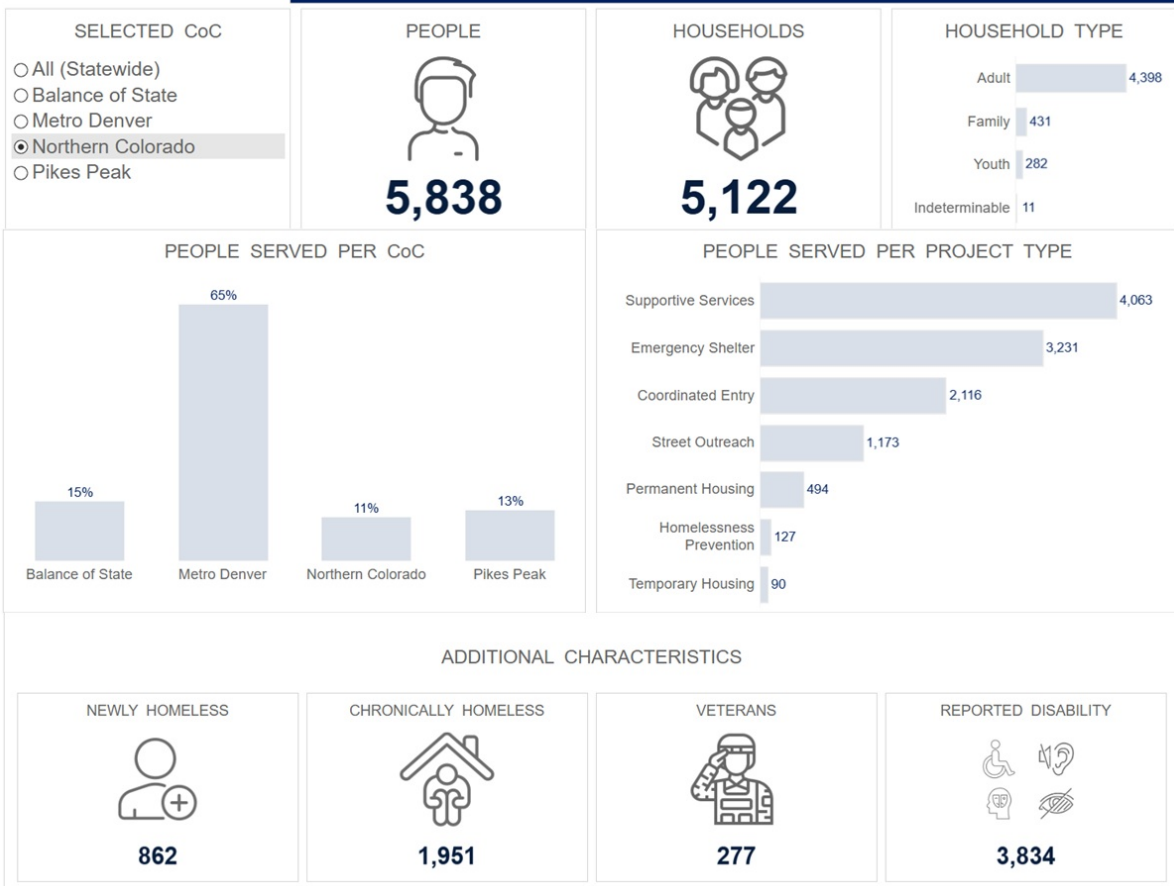 SELECTED CoC
All (Statewide)
Balance of State
Metro Denver
Northern Colorado
Pikes Peak
PEOPLE
5,838
HOUSEHOLDS
5,122
HOUSEHOLD TYPE
Adult 4,398
Family 431
Youth 282
Indeterminable 11
PEOPLE SERVED PER CoC
15%
65%
11%
13%
Balance of State
Metro Denver
Northern Colorado
Pikes Peak
PEOPLE SERVED PER PROJECT TYPE
Supportive Services 4,063
Emergency Shelter 3,231
Coordinated Entry 2,116
Street Outreach 1,173
Permanent Housing 494
Homelessness
Prevention 127
Temporary Housing 90
ADDITIONAL CHARACTERISTICS
NEWLY HOMELESS
862
CHRONICALLY HOMELESS
1,951
VETERANS
277
REPORTED DISABILITY
3,834